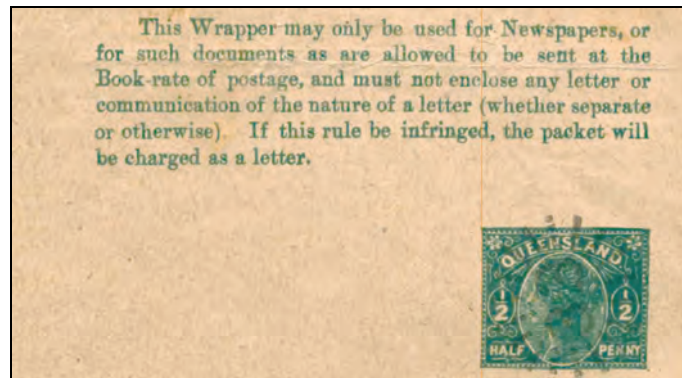 This Wrapper may only be used for Newspapers, or
for such documents as are allowed to be sent at the
Book-rate of postage, and must not enclose any letter or
communication of the nature of a letter (whether separate
or otherwise). If this rule be infringed, the packet will
be charged as a letter.
QUEENSLAND
1/2 1/2
HALF PENNY